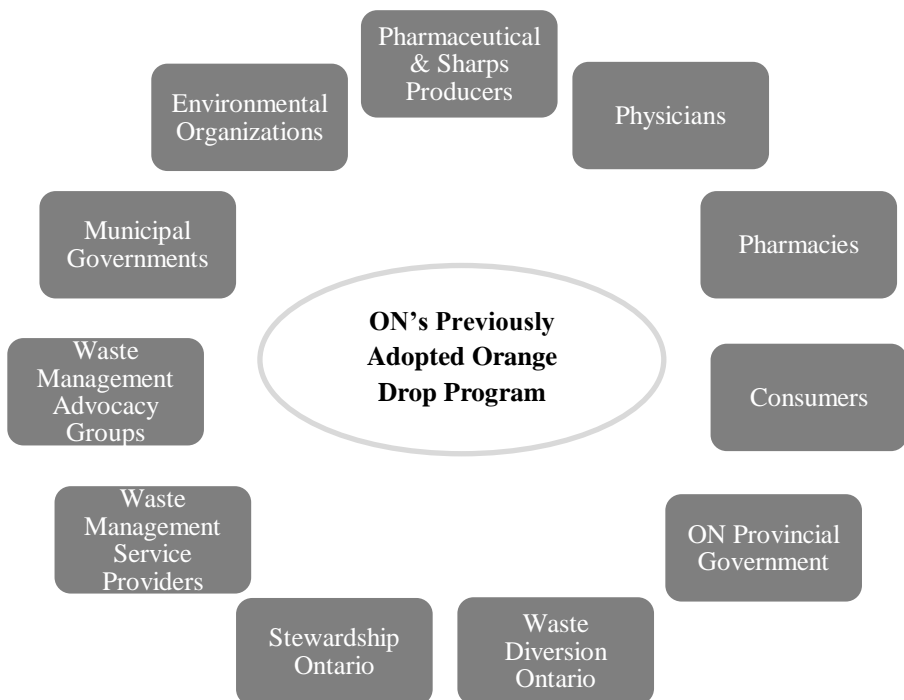 Pharmaceutical
& Sharps
Producers
Physicians
Pharmacies
Consumers
ON Provincial
Government
Waste
Diversion
Ontario
Stewardship
Ontario
Waste
Management
Service
Providers
Waste
Management
Advocacy
Groups
Municipal
Governments
Environmental
Organizations
ON’s Previously
Adopted Orange
Drop Program